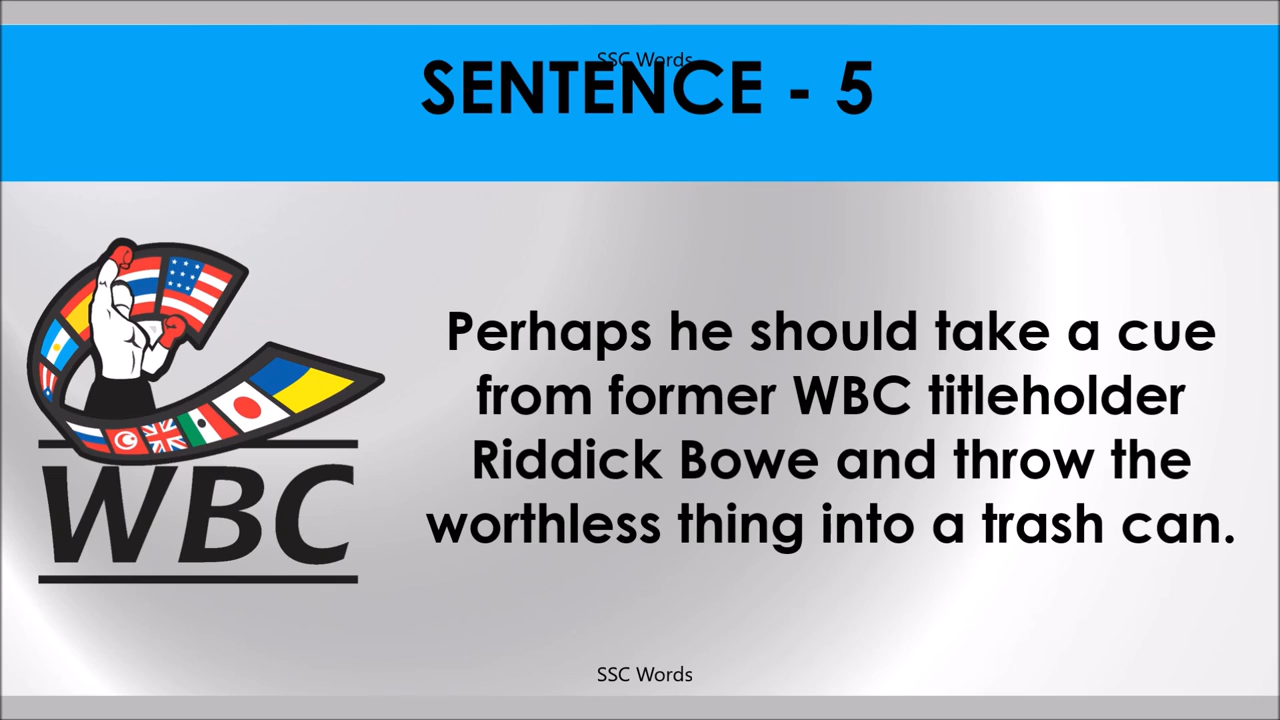 SSC Words
SENTENCE - 5
Perhaps he should take a cue
from former WBC titleholder
Riddick Bowe and throw the
worthless thing into a trash can.
WBC
SSC Words